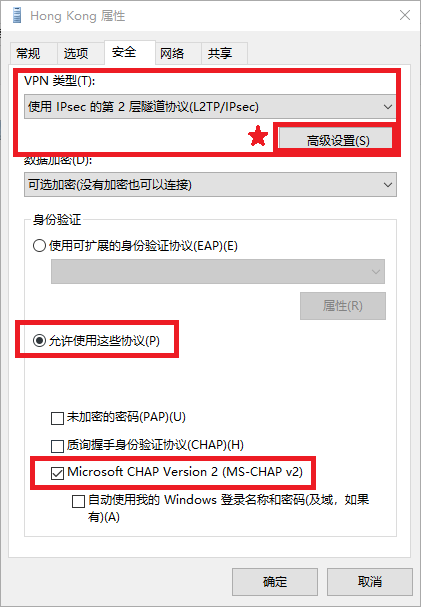 Hong Kong 属性
常规 选项 安全 网络 共享
VPN 类型(T):
使用 IPsec 的第 2 层隧道协议(L2TP/IPsec)
高级设置(S)
数据加密(D):
可选加密(没有加密也可以连接)
身份验证
使用可扩展的身份验证协议(EAP)(E)
属性(R)
允许使用这些协议(P)
未加密的密码(PAP)(U)
质询握手身份验证协议(CHAP)(H)
Microsoft CHAP Version 2 (MS-CHAP v2)
自动使用我的 Windows 登录名称和密码(及域，如果
有)(A)
确定 取消